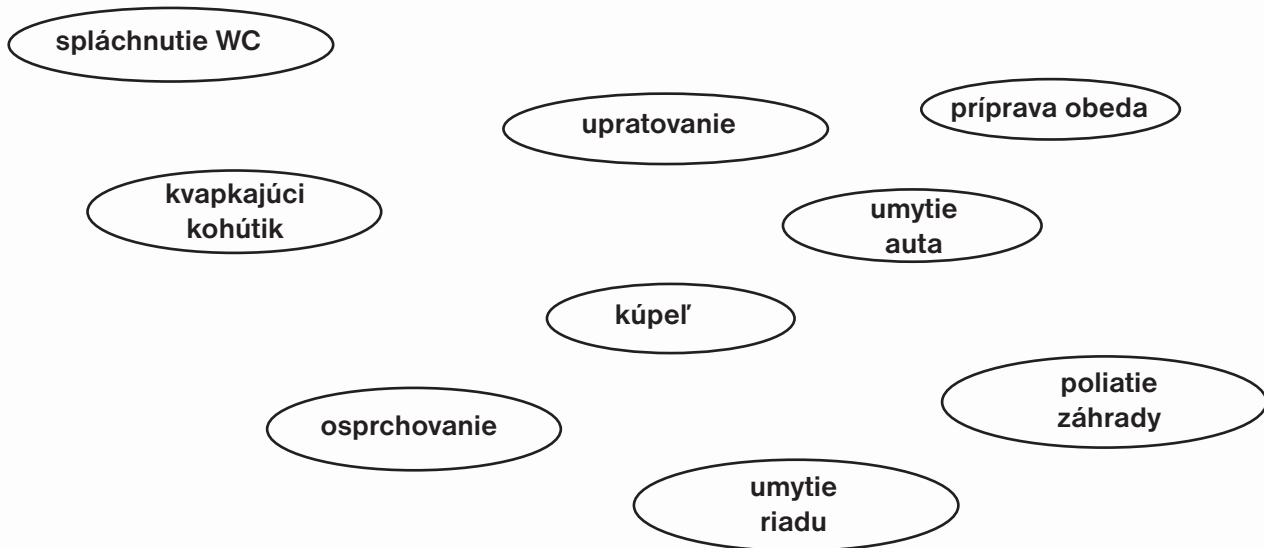 spláchnutie WC
upratovanie
príprava obeda
kvapkajúci
kohútik
umytie
auta
kúpeľ
osprchovanie
poliatie
záhrady
umytie
riadu